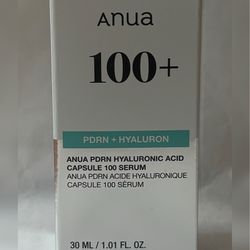 Anua
100+
PDRN + HYALURON
ANUA PDRN HYALURONIC ACID
CAPSULE 100 SERUM
ANUA PDRN ACIDE HYALURONIQUE
CAPSULE 100 SÉRUM
30 ML / 1.01 FL. OZ.